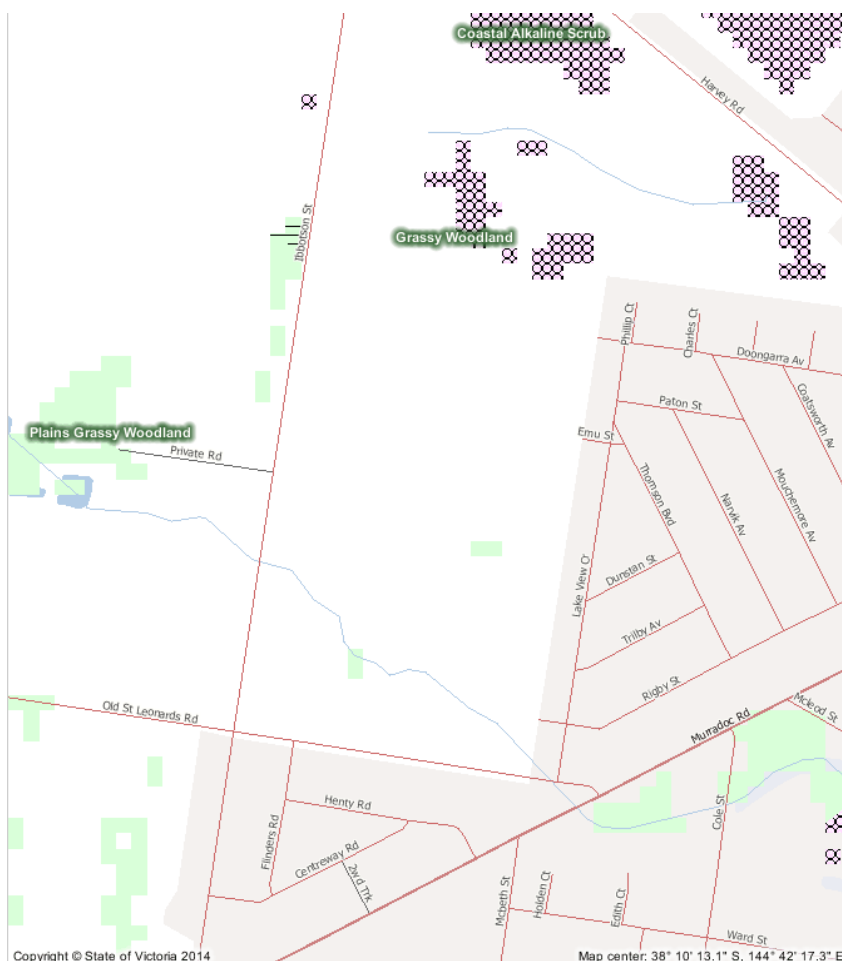 Coastal Alkaline Scrub
Harvey Rd
Ibbotson St
Grassy Woodland
Phillip Ct
Charles Ct
Doongarra Av
Coatsworth Av
Paton St
Emu St
Plains Grassy Woodland
Private Rd
Thomson Bvd
Narvik Av
Mouchemore Av
Lake View Cr
Dunstan St
Trilby Av
Rigby St
Old St Leonards Rd
Murradoc Rd
Mcleod St
Henty Rd
Flinders Rd
Centreway Rd
2wd Trk
Cole St
Mcbeth St
Holden Ct
Edith Ct
Ward St
Copyright © State of Victoria 2014
Map center: 38° 10' 13.1" S, 144° 42' 17.3" E